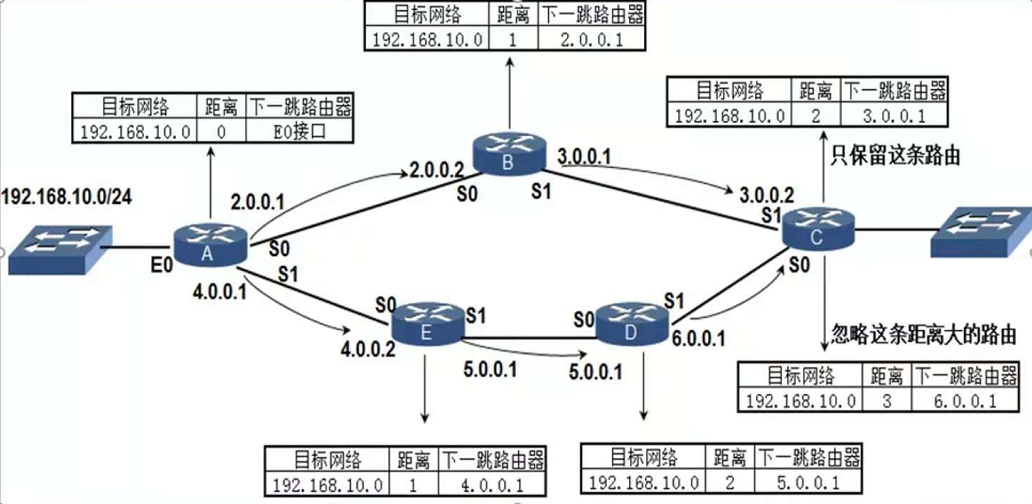 目标网络 距离 下一跳路由器
192.168.10.0 1 2.0.0.1
目标网络 距离 下一跳路由器
192.168.10.0 0 E0接口
目标网络 距离 下一跳路由器
192.168.10.0 2 3.0.0.1
只保留这条路由
B
2.0.0.2
3.0.0.1
S0
S1
3.0.0.2
S1
192.168.10.0/24
2.0.0.1
A
S0
E0
S1
4.0.0.1
C
S0
S0
E
S1
4.0.0.2
5.0.0.1
S0
D
S1
5.0.0.1
6.0.0.1
忽略这条距离大的路由
目标网络 距离 下一跳路由器
192.168.10.0 3 6.0.0.1
目标网络 距离 下一跳路由器
192.168.10.0 1 4.0.0.1
目标网络 距离 下一跳路由器
192.168.10.0 2 5.0.0.1